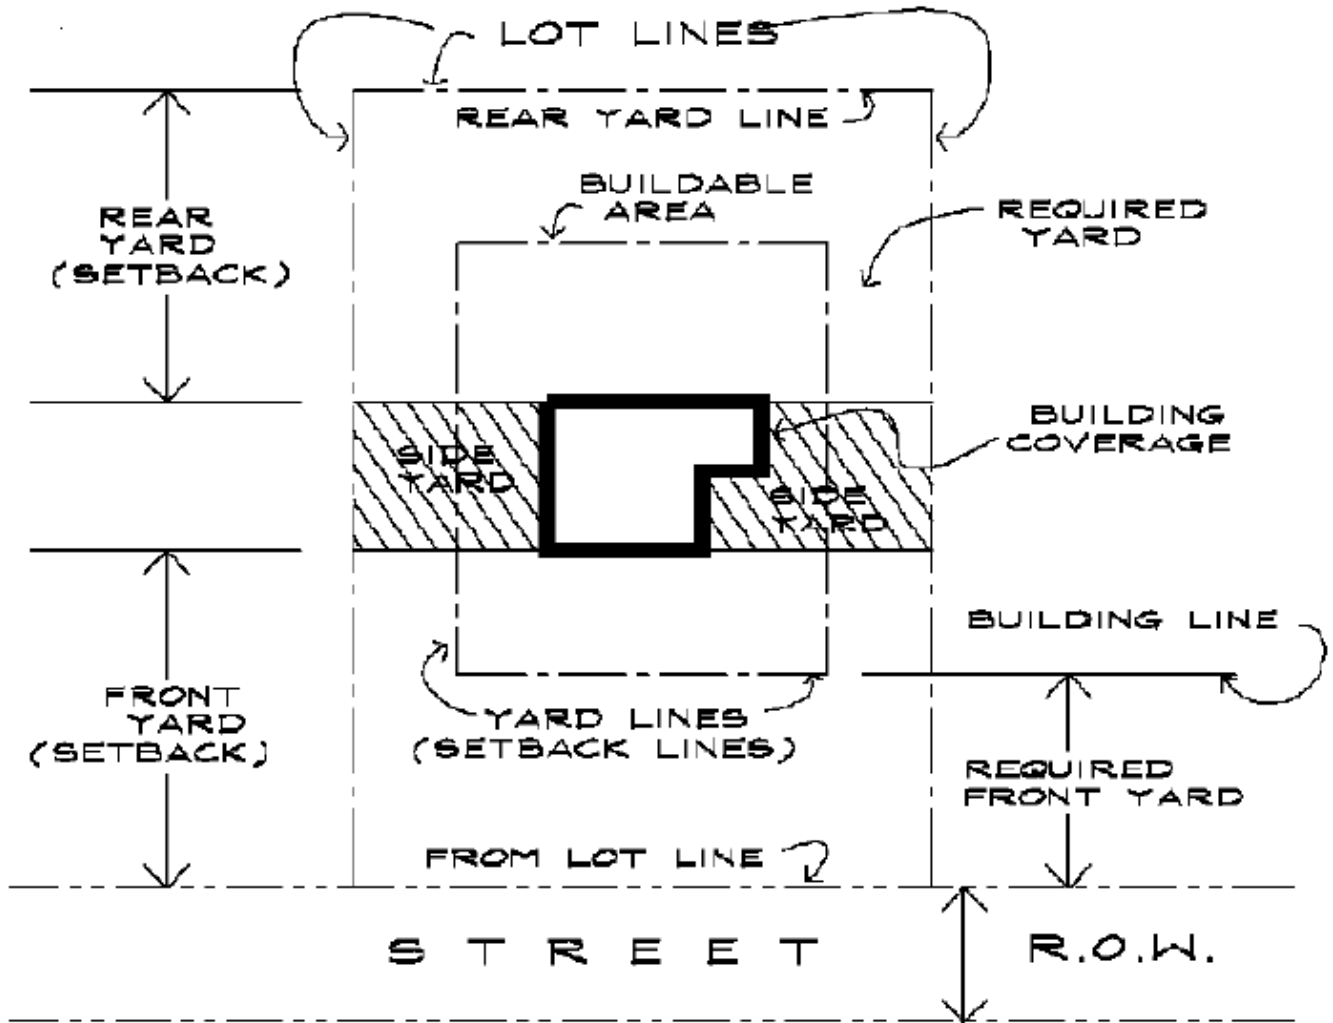 LOT LINES
REAR YARD LINE
BUILDABLE
AREA
REQUIRED
YARD
REAR
YARD
(SETBACK)
BUILDING
COVERAGE
SIDE
YARD
SIDE
YARD
BUILDING LINE
FRONT
YARD
(SETBACK)
YARD LINES
(SETBACK LINES)
REQUIRED
FRONT YARD
FROM LOT LINE
STREET
R.O.W.